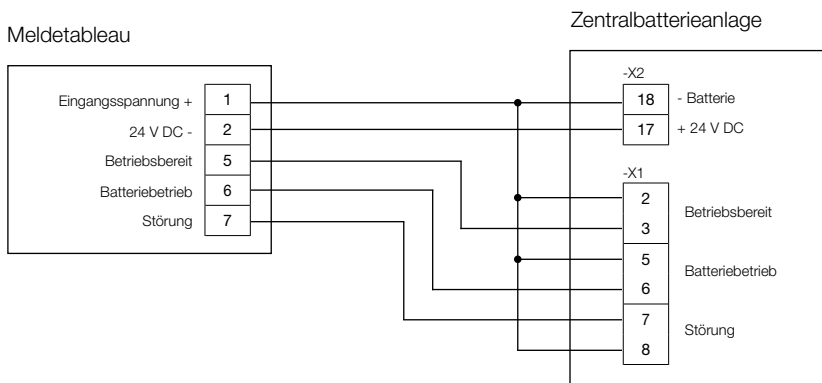 Meldetableau
Eingangsspannung + 1
24 V DC - 2
Betriebsbereit 5
Batteriebetrieb 6
Störung 7
Zentralbatterieanlage
-X2
18 - Batterie
17 + 24 V DC
-X1
2
Betriebsbereit
3
5
Batteriebetrieb
6
7
Störung
8